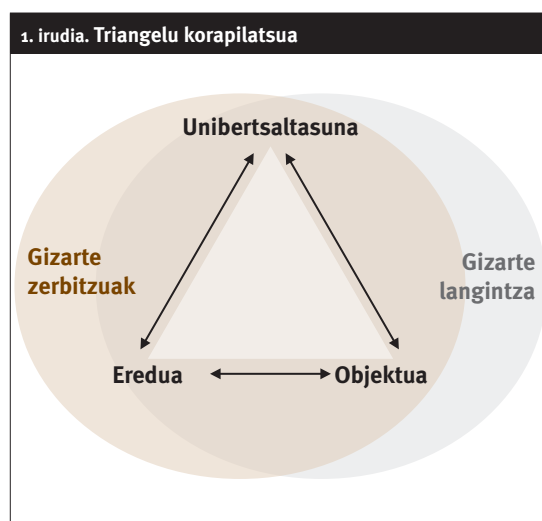 1. irudia. Triangelu korapilatsua
Unibertsaltasuna
Gizarte
zerbitzuak
Gizarte
langintza
Eredua
Objektua